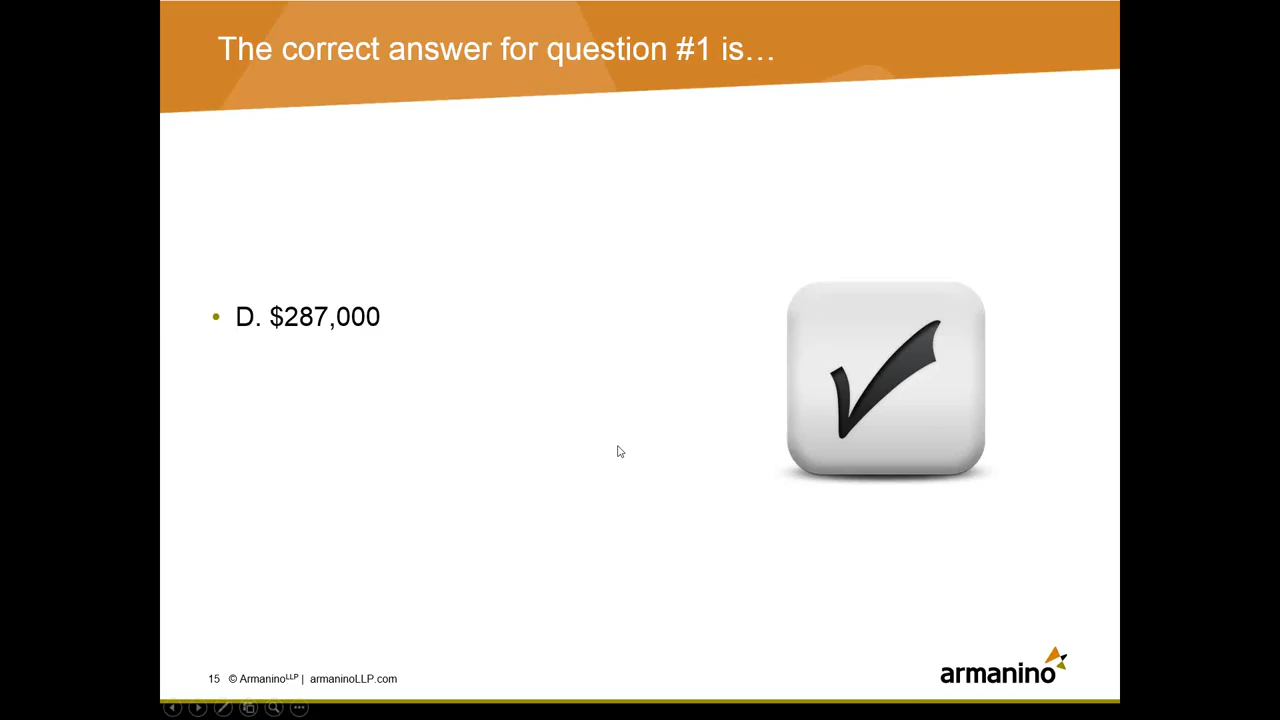 The correct answer for question #1 is…
• D. $287,000
15 © ArmaninoLLP | armaninoLLP.com
armanino